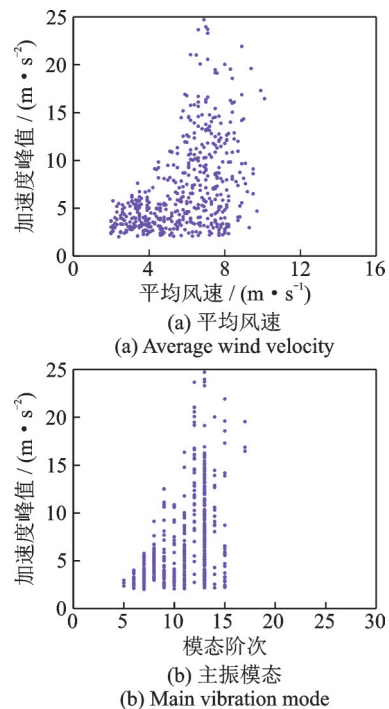 25
20
15
10
5
0
加速度峰值 / (m·s⁻²)
4 8 12 16
平均风速 / (m·s⁻¹)
(a) 平均风速
(a) Average wind velocity
25
20
15
10
5
0
加速度峰值 / (m·s⁻²)
5 10 15 20 25 30
模态阶次
(b) 主振模态
(b) Main vibration mode